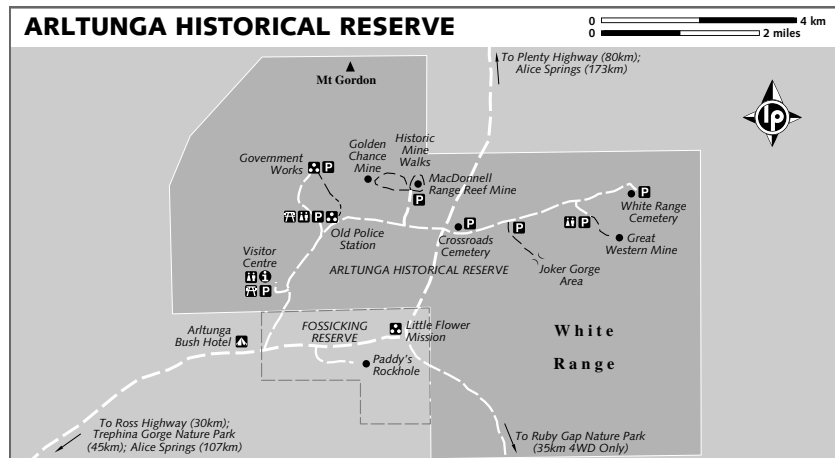 ARLTUNGA HISTORICAL RESERVE
0 4 km
0 2 miles
To Plenty Highway (80km);
Alice Springs (173km)
Mt Gordon
lp
Government
Works
P
Golden
Chance
Mine
Historic
Mine
Walks
MacDonnell
Range Reef Mine
P
P
White Range
Cemetery
P
Old Police
Station
P
Crossroads
Cemetery
P
P
Great
Western Mine
Visitor
Centre
i
P
ARLTUNGA HISTORICAL RESERVE
Joker Gorge
Area
Arltunga
Bush Hotel
FOSSICKING
RESERVE
Little Flower
Mission
Paddy's
Rockhole
White
Range
To Ross Highway (30km);
Trephina Gorge Nature Park
(45km); Alice Springs (107km)
To Ruby Gap Nature Park
(35km 4WD Only)